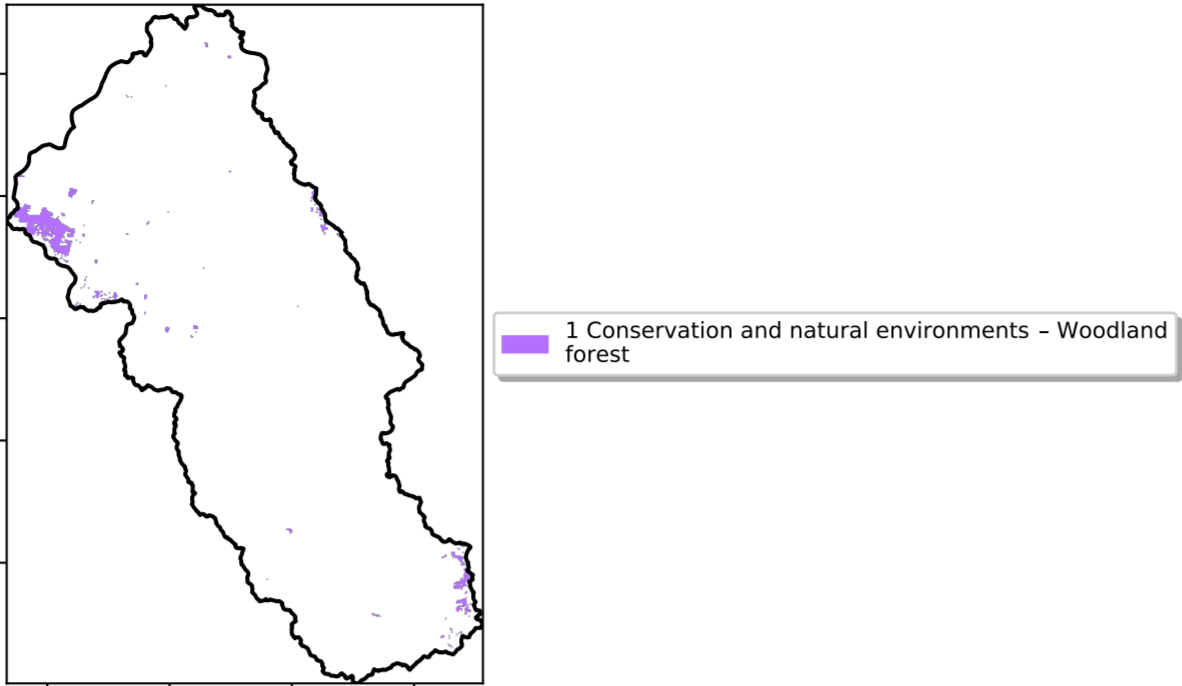 1 Conservation and natural environments – Woodland
forest